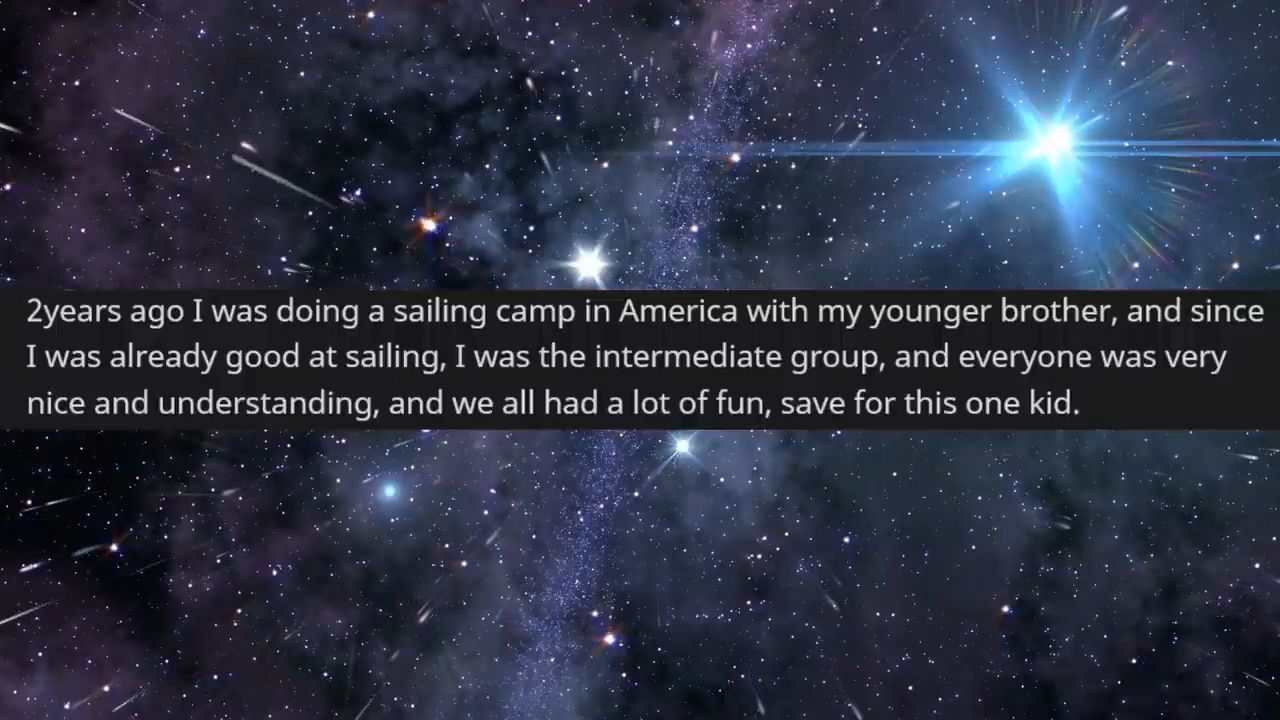 2years ago I was doing a sailing camp in America with my younger brother, and since
I was already good at sailing, I was the intermediate group, and everyone was very
nice and understanding, and we all had a lot of fun, save for this one kid.